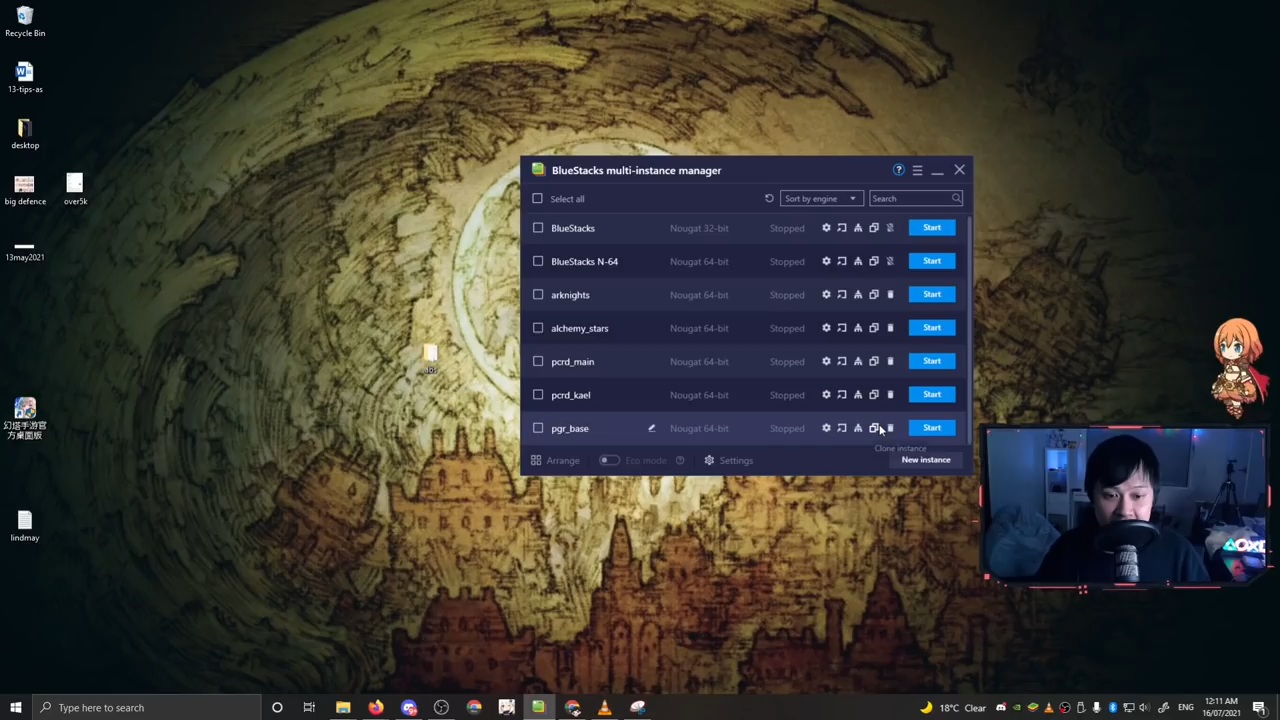 Recycle Bin
13-tips-as
desktop
big defence
over5k
13may2021
幻塔手游官
方桌面版
lindmay
BlueStacks multi-instance manager
Select all
Sort by engine
Search
BlueStacks Nougat 32-bit Stopped Start
BlueStacks N-64 Nougat 64-bit Stopped Start
arknights Nougat 64-bit Stopped Start
alchemy_stars Nougat 64-bit Stopped Start
pcrd_main Nougat 64-bit Stopped Start
pcrd_kael Nougat 64-bit Stopped Start
pgr_base Nougat 64-bit Stopped Start
Clone instance
Arrange Eco mode Settings New instance
Type here to search
18°C Clear
ENG
12:11 AM
16/07/2021